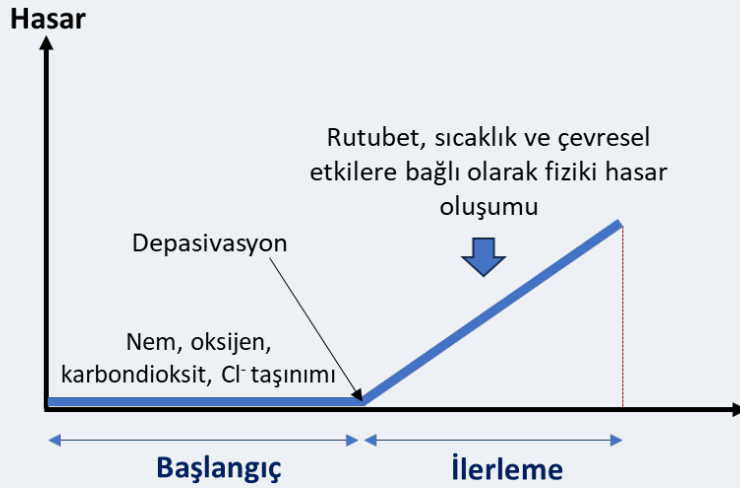 Hasar
Rutubet, sıcaklık ve çevresel
etkilere bağlı olarak fiziki hasar
oluşumu
Depasivasyon
Nem, oksijen,
karbondioksit, Cl⁻ taşınımı
Başlangıç
İlerleme